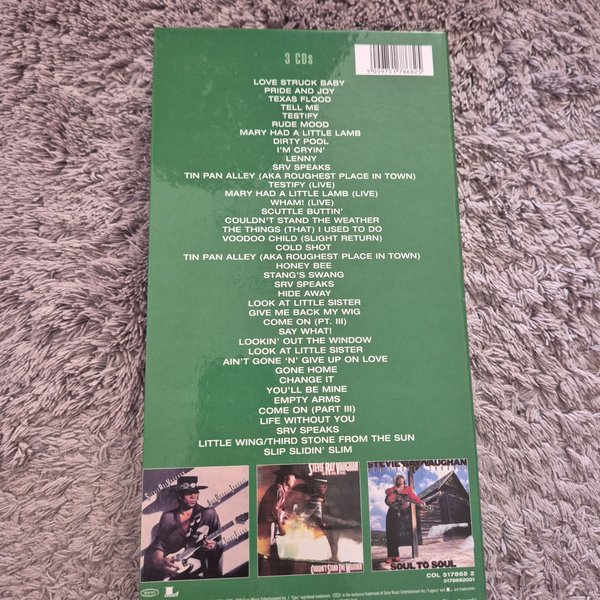 3 CDs
5099751786825
LOVE STRUCK BABY
PRIDE AND JOY
TEXAS FLOOD
TELL ME
TESTIFY
RUDE MOOD
MARY HAD A LITTLE LAMB
DIRTY POOL
I'M CRYIN'
LENNY
SRV SPEAKS
TIN PAN ALLEY (AKA ROUGHEST PLACE IN TOWN)
TESTIFY (LIVE)
MARY HAD A LITTLE LAMB (LIVE)
WHAM! (LIVE)
SCUTTLE BUTTIN'
COULDN'T STAND THE WEATHER
THE THINGS (THAT) I USED TO DO
VOODOO CHILD (SLIGHT RETURN)
COLD SHOT
TIN PAN ALLEY (AKA ROUGHEST PLACE IN TOWN)
HONEY BEE
STANG'S SWANG
SRV SPEAKS
HIDE AWAY
LOOK AT LITTLE SISTER
GIVE ME BACK MY WIG
COME ON (PT. III)
SAY WHAT!
LOOKIN' OUT THE WINDOW
LOOK AT LITTLE SISTER
AIN'T GONE 'N' GIVE UP ON LOVE
GONE HOME
CHANGE IT
YOU'LL BE MINE
EMPTY ARMS
COME ON (PART III)
LIFE WITHOUT YOU
SRV SPEAKS
LITTLE WING/THIRD STONE FROM THE SUN
SLIP SLIDIN' SLIM
STEVIE RAY VAUGHAN
COULDN'T STAND THE WEATHER
STEVIE RAY VAUGHAN
SOUL TO SOUL
COL 517868 2
5178682001